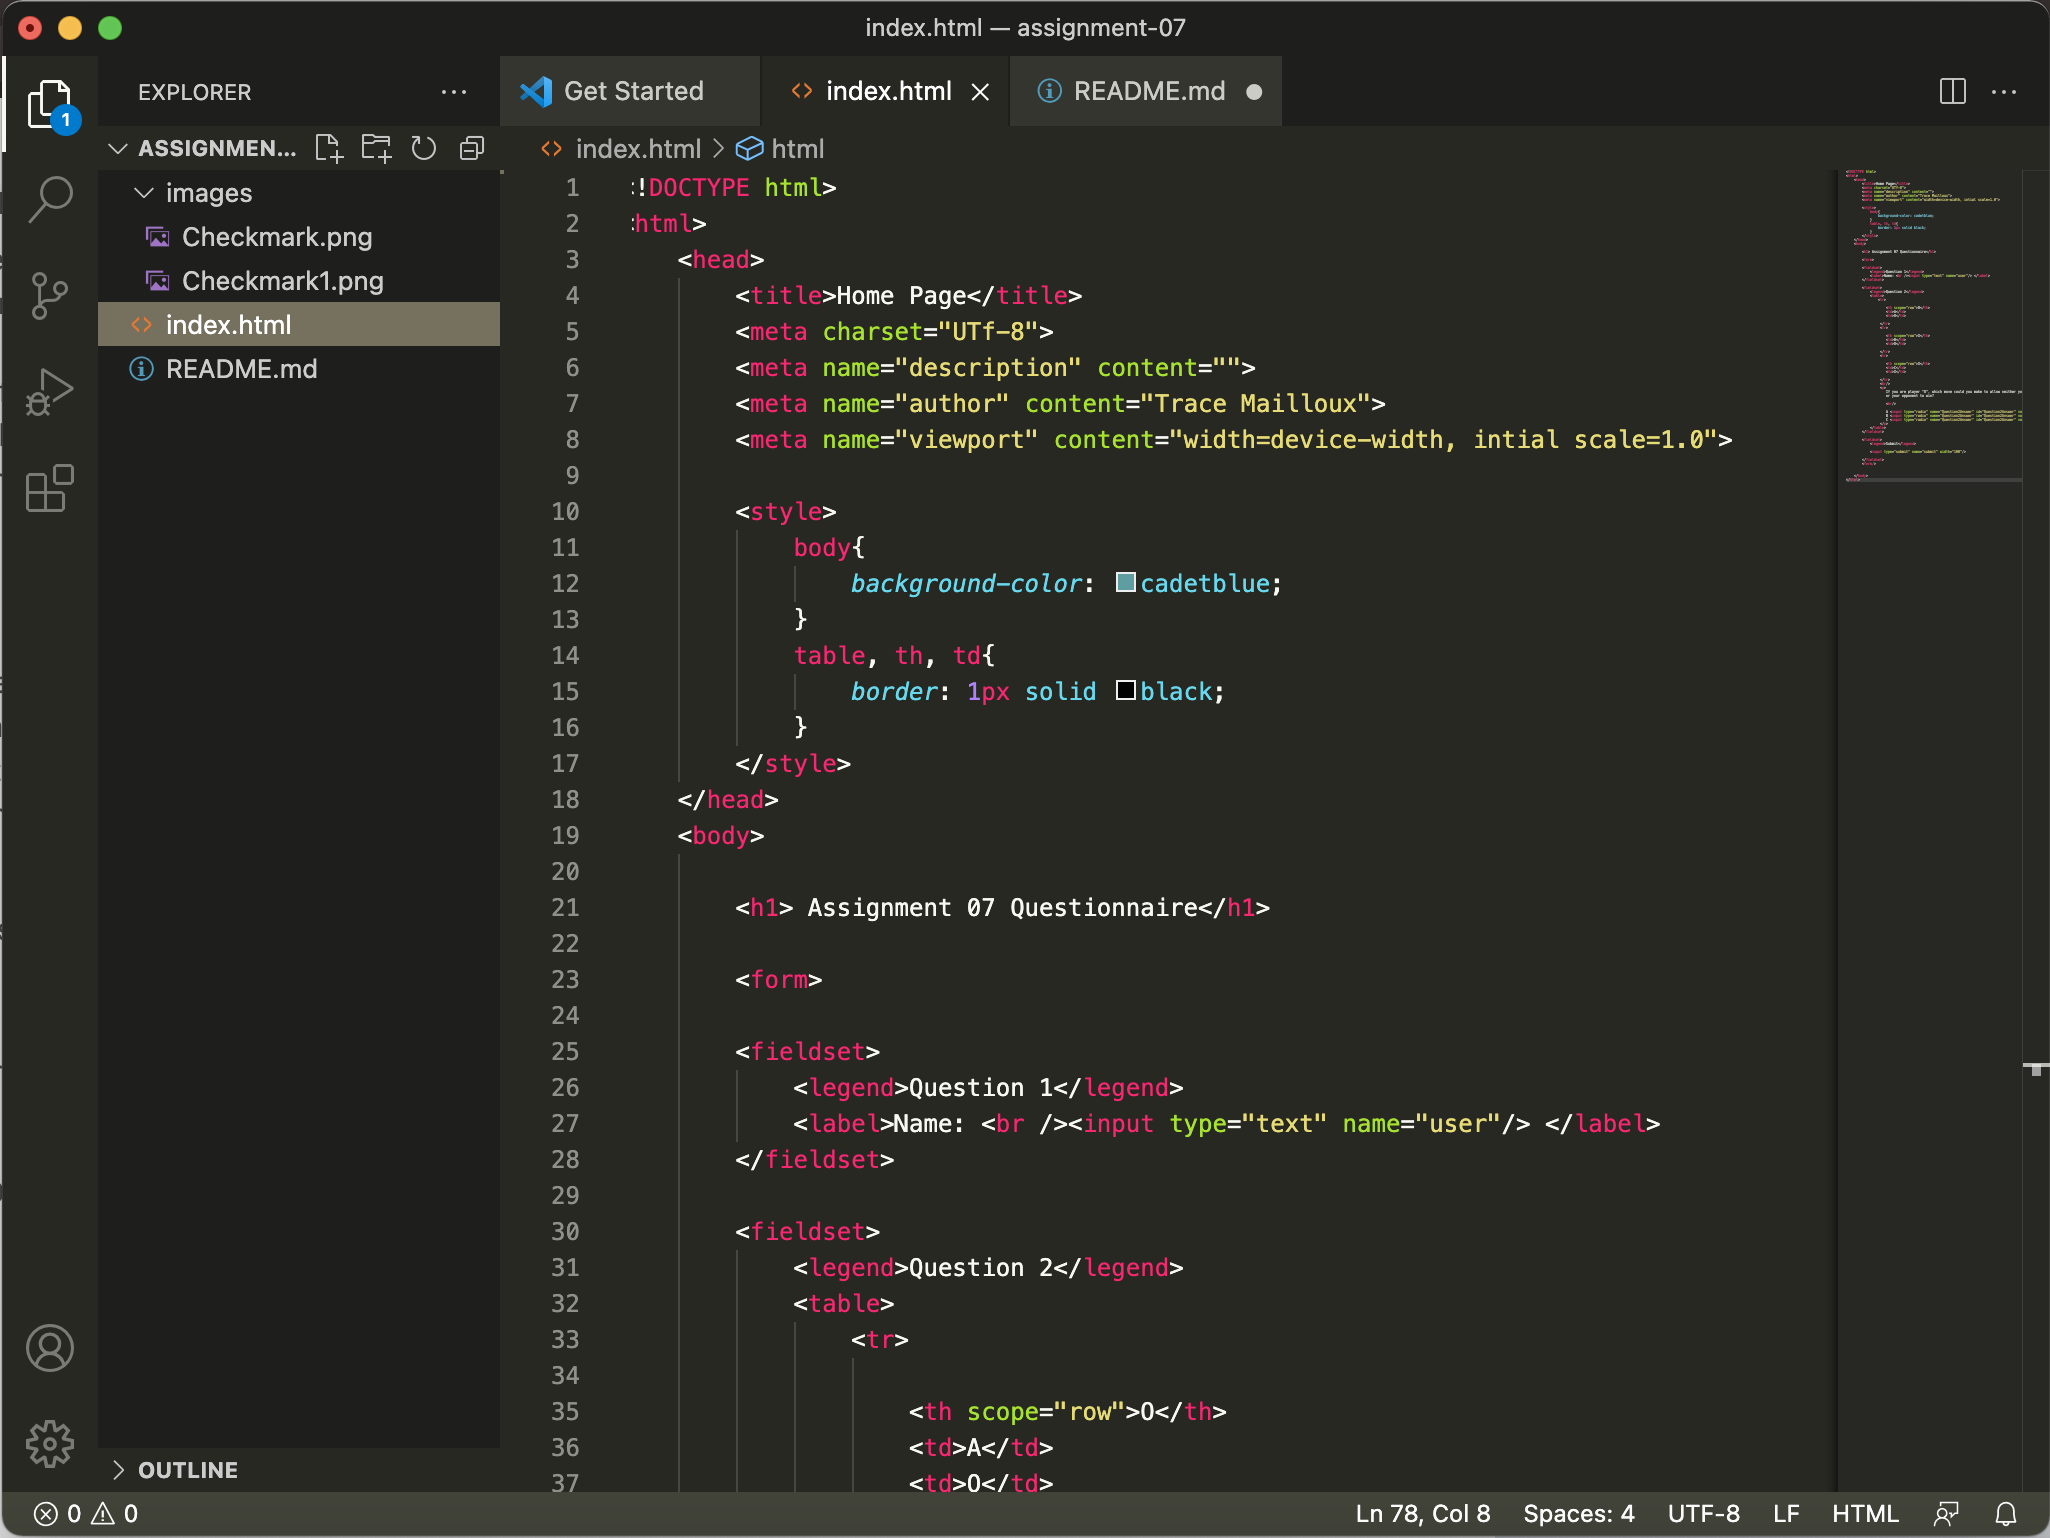 index.html — assignment-07
EXPLORER
Get Started
index.html
README.md
1
ASSIGNMEN...
index.html > html
images
Checkmark.png
Checkmark1.png
index.html
README.md
1 !DOCTYPE html>
2 html>
3 <head>
4 <title>Home Page</title>
5 <meta charset="UTf-8">
6 <meta name="description" content="">
7 <meta name="author" content="Trace Mailloux">
8 <meta name="viewport" content="width=device-width, intial scale=1.0">
9
10 <style>
11 body{
12 background-color: cadetblue;
13 }
14 table, th, td{
15 border: 1px solid black;
16 }
17 </style>
18 </head>
19 <body>
20
21 <h1> Assignment 07 Questionnaire</h1>
22
23 <form>
24
25 <fieldset>
26 <legend>Question 1</legend>
27 <label>Name: <br /><input type="text" name="user"/> </label>
28 </fieldset>
29
30 <fieldset>
31 <legend>Question 2</legend>
32 <table>
33 <tr>
34
35 <th scope="row">O</th>
36 <td>A</td>
37 <td>O</td>
OUTLINE
0 0
Ln 78, Col 8
Spaces: 4
UTF-8
LF
HTML